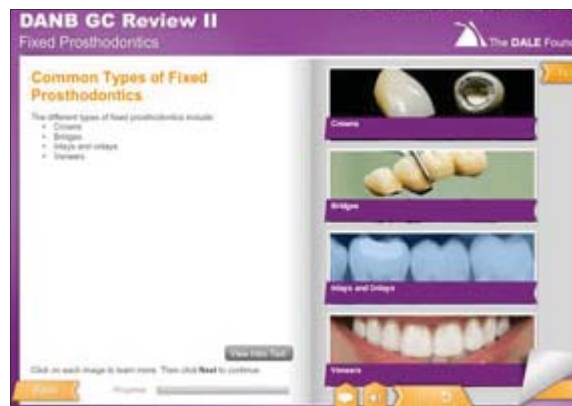 DANB GC Review II
Fixed Prosthodontics
The DALE Found
Common Types of Fixed
Prosthodontics
The different types of fixed prosthodontics include:
Crowns
Bridges
Inlays and onlays
Veneers
Crowns
Bridges
Inlays and Onlays
Veneers
View Intro Text
Click on each image to learn more. Then click Next to continue.
Progress